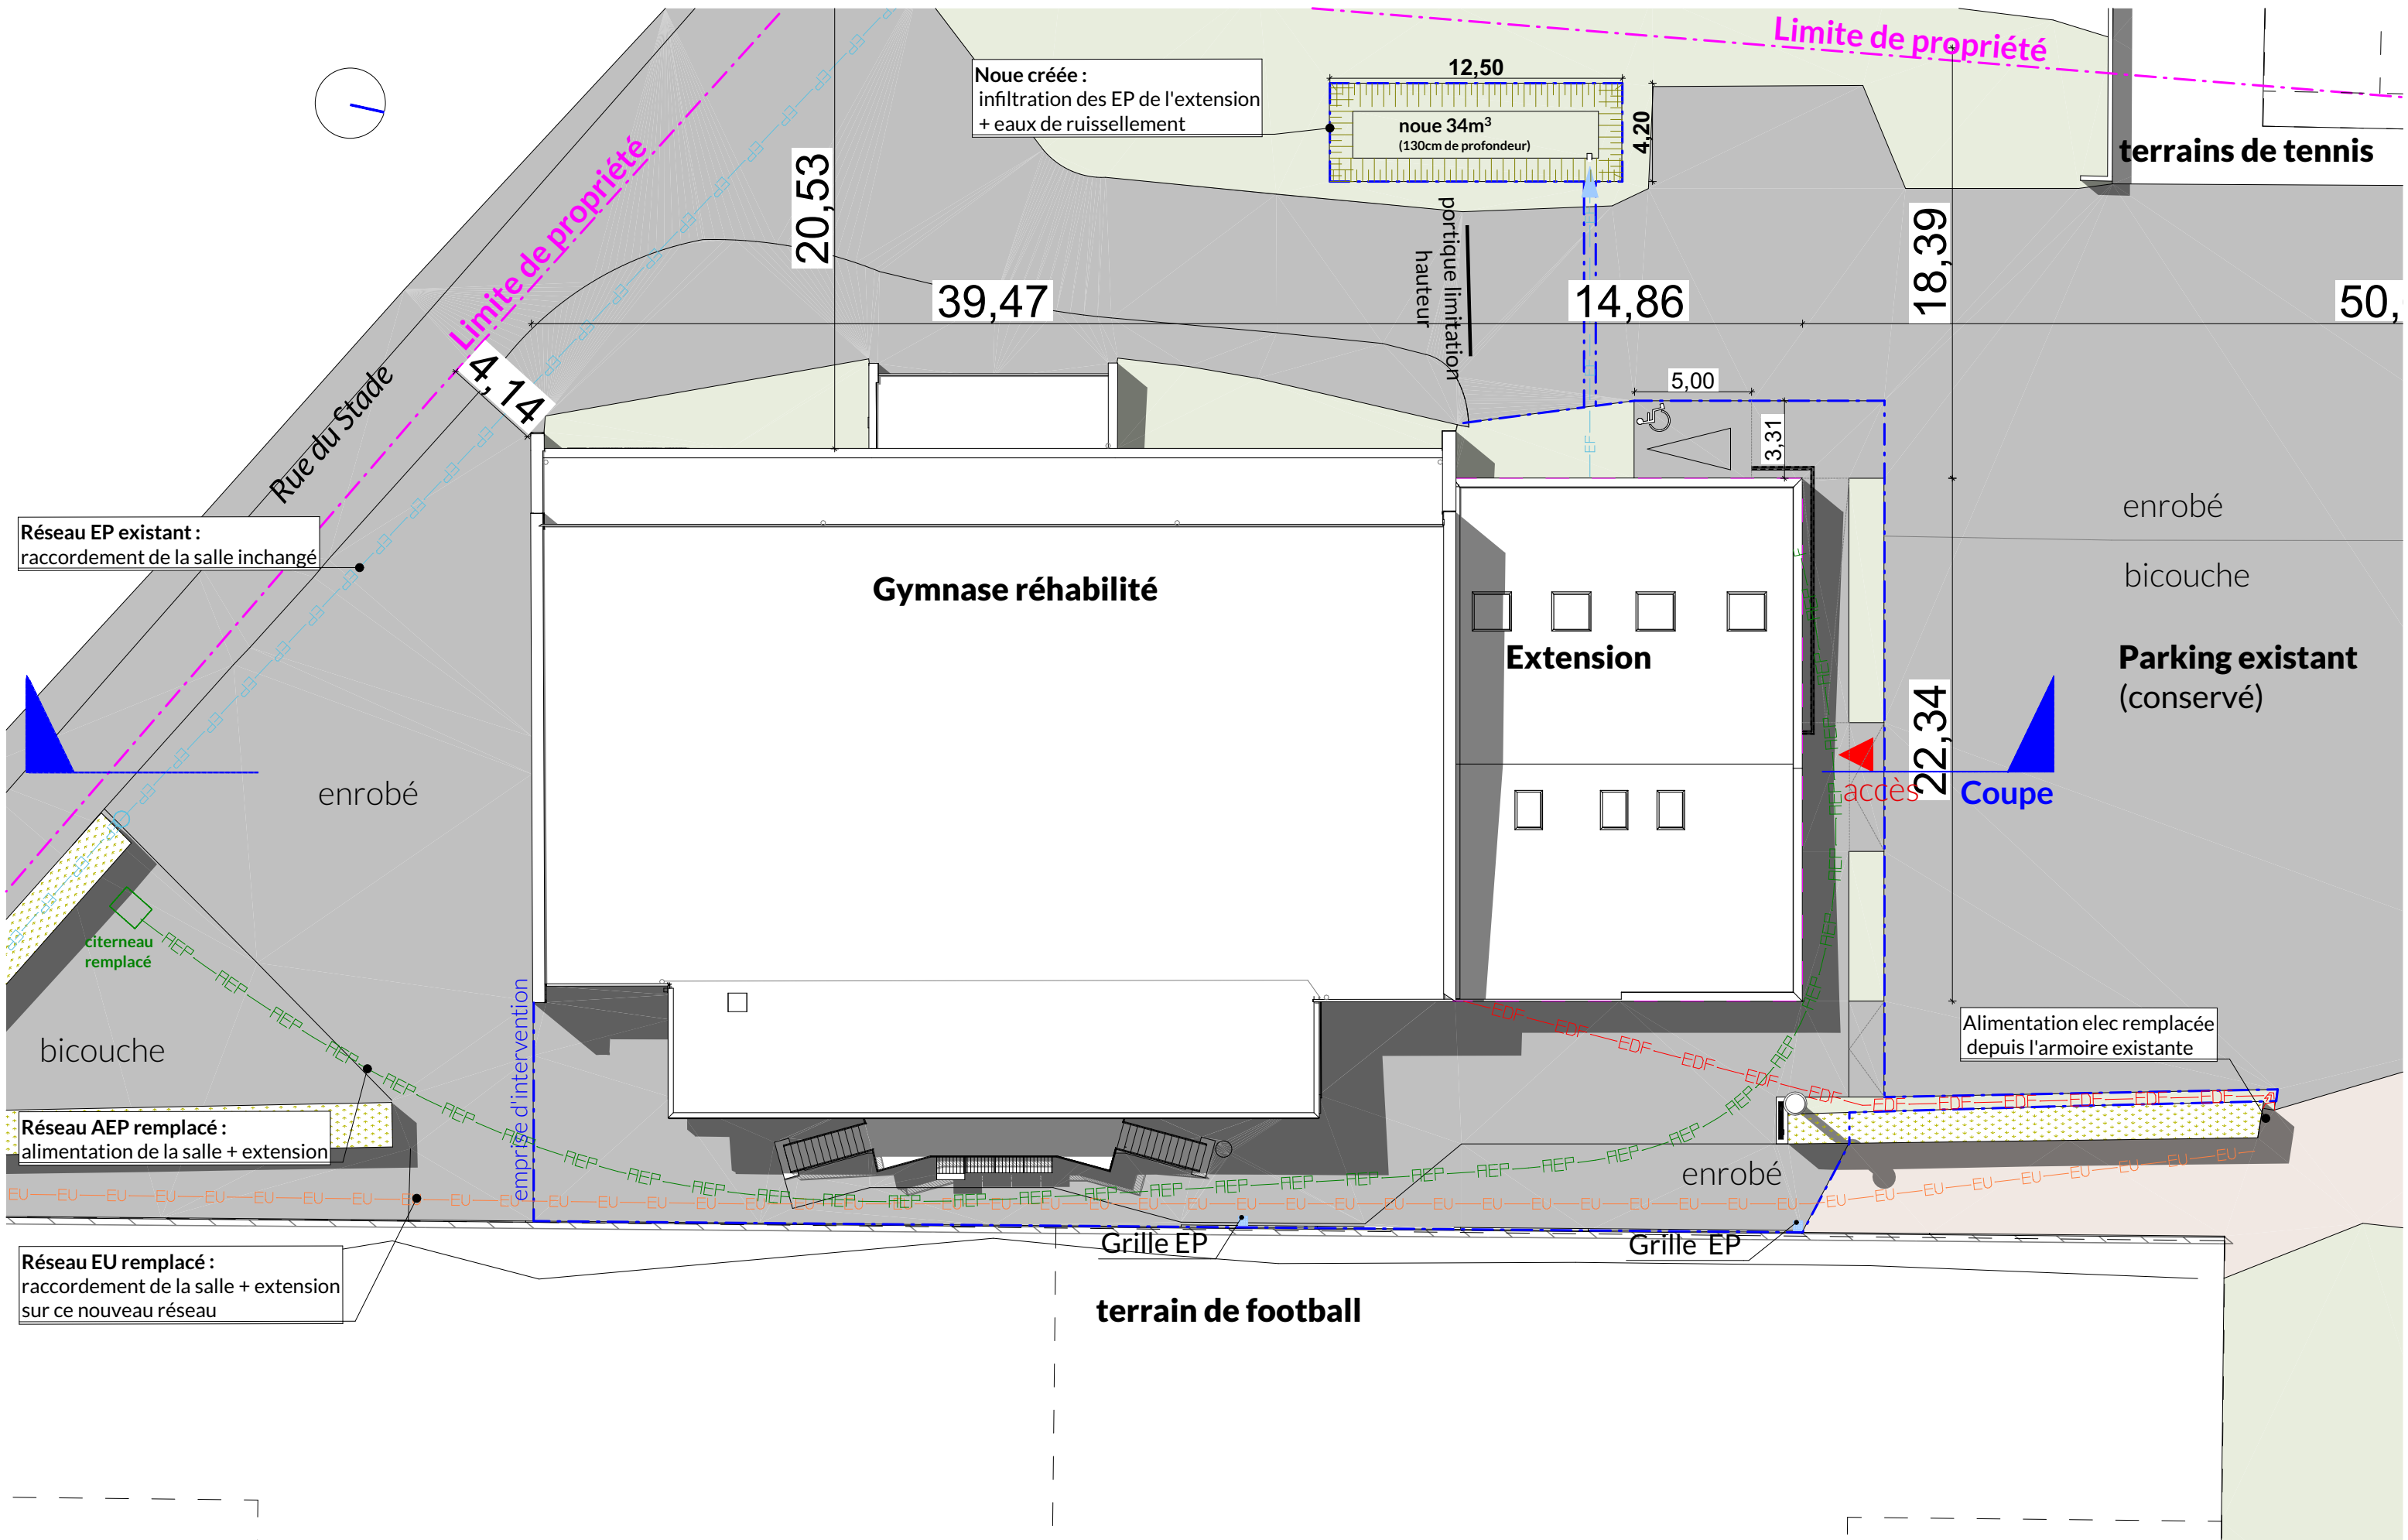 Limite de propriété
Noue créée :
infiltration des EP de l'extension
+ eaux de ruissellement
12,50
noue 34m³
(130cm de profondeur)
4,20
terrains de tennis
20,53
Limite de propriété
18,39
portique limitation
hauteur
39,47
14,86
50,
4,14
5,00
3,31
Rue du Stade
enrobé
Réseau EP existant :
raccordement de la salle inchangé
bicouche
Gymnase réhabilité
Extension
Parking existant
(conservé)
22,34
accès
Coupe
enrobé
citerneau
remplacé
bicouche
emprise d'intervention
Alimentation elec remplacée
depuis l'armoire existante
Réseau AEP remplacé :
alimentation de la salle + extension
enrobé
EP
AEP
EDF
EU
Réseau EU remplacé :
raccordement de la salle + extension
sur ce nouveau réseau
Grille EP
Grille EP
terrain de football